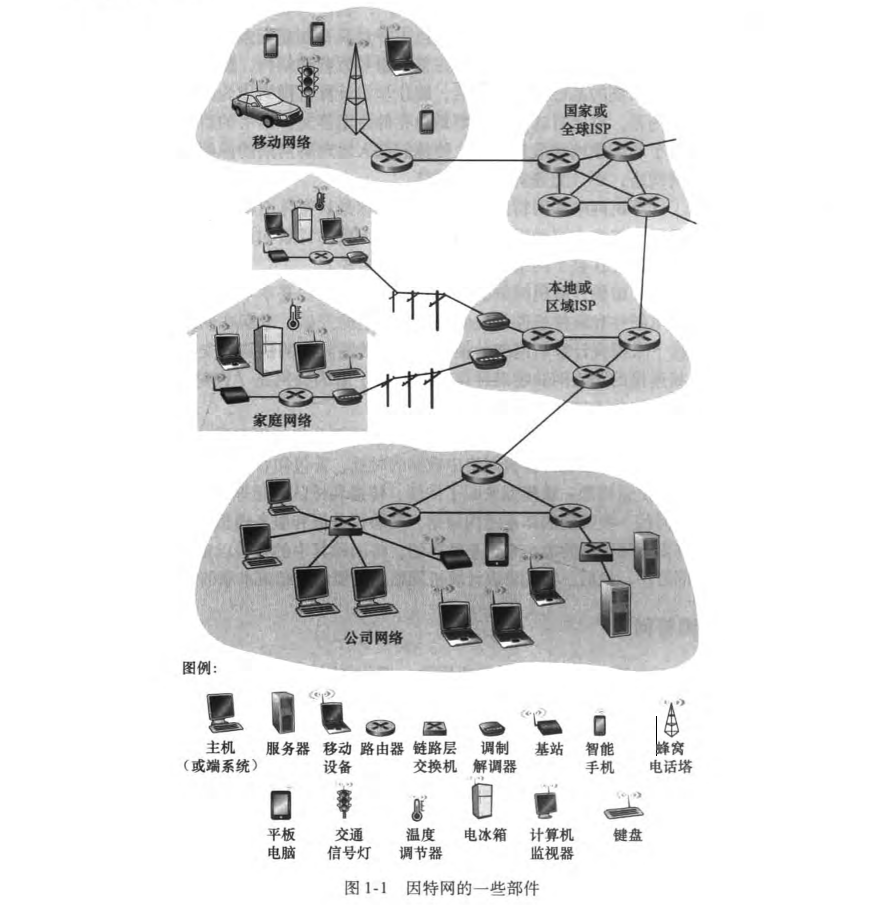 国家或
全球ISP
移动网络
本地或
区域ISP
家庭网络
公司网络
图例：
主机
（或端系统）
服务器
移动
设备
路由器
链路层
交换机
调制
解调器
基站
智能
手机
蜂窝
电话塔
平板
电脑
交通
信号灯
温度
调节器
电冰箱
计算机
监视器
键盘
图1-1 因特网的一些部件